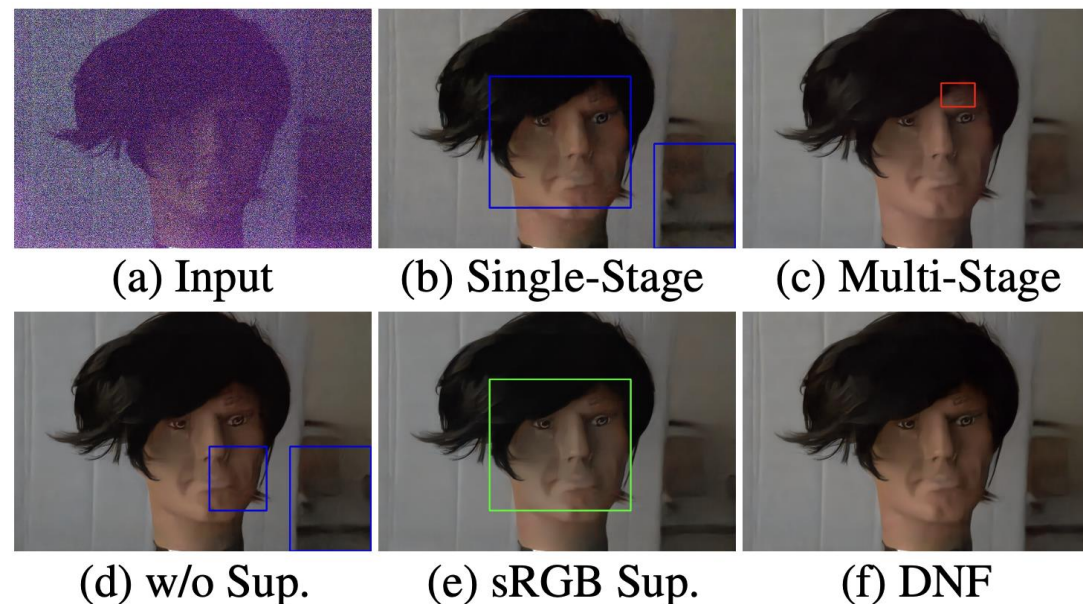 (a) Input
(b) Single-Stage
(c) Multi-Stage
(d) w/o Sup.
(e) sRGB Sup.
(f) DNF